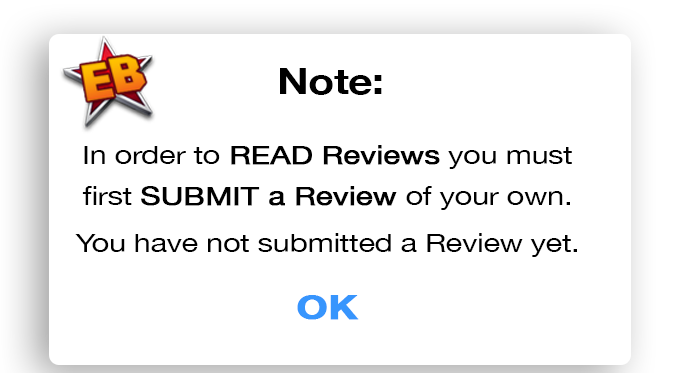 EB
Note:
In order to READ Reviews you must
first SUBMIT a Review of your own.
You have not submitted a Review yet.
OK